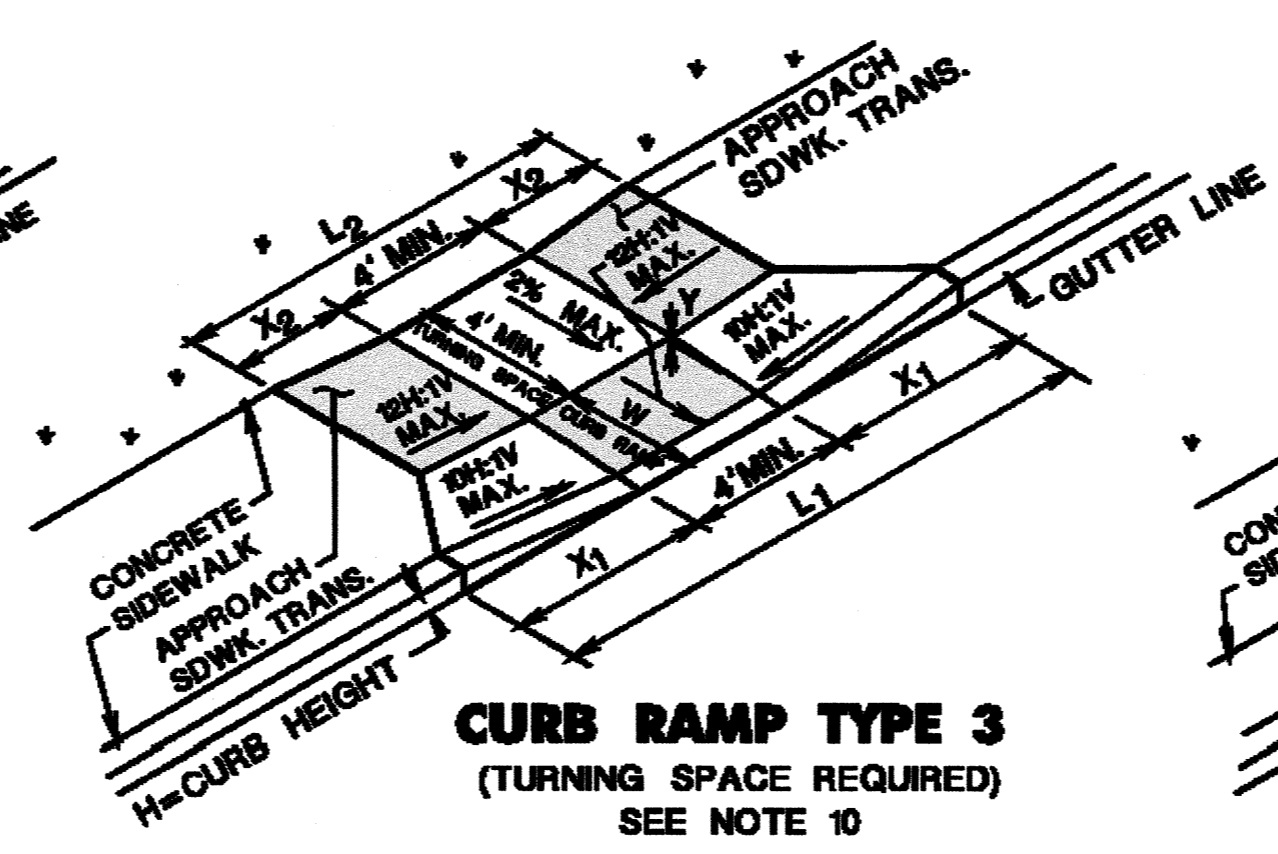 APPROACH
SDWK. TRANS.
L2
X2
4' MIN.
X2
12H:1V
MAX.
2%
MAX.
Y
GUTTER LINE
4' MIN.
TURNING SPACE
10H:1V
MAX.
12H:1V
MAX.
W
CURB RAMP
X1
10H:1V
MAX.
4' MIN.
L1
X1
CONCRETE
SIDEWALK
APPROACH
SDWK. TRANS.
H=CURB HEIGHT
CURB RAMP TYPE 3
(TURNING SPACE REQUIRED)
SEE NOTE 10